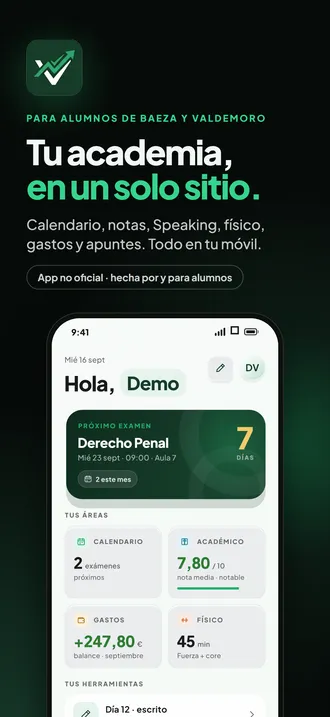 PARA ALUMNOS DE BAEZA Y VALDEMORO
Tu academia,
en un solo sitio.
Calendario, notas, Speaking, físico,
gastos y apuntes. Todo en tu móvil.
App no oficial · hecha por y para alumnos
9:41
Mié 16 sept
Hola, Demo
DV
PRÓXIMO EXAMEN
Derecho Penal
Mié 23 sept · 09:00 · Aula 7
7
DÍAS
2 este mes
TUS ÁREAS
CALENDARIO
2 exámenes
próximos
ACADÉMICO
7,80 / 10
nota media · notable
GASTOS
+247,80 €
balance · septiembre
FÍSICO
45 min
Fuerza + core
TUS HERRAMIENTAS
Día 12 · escrito